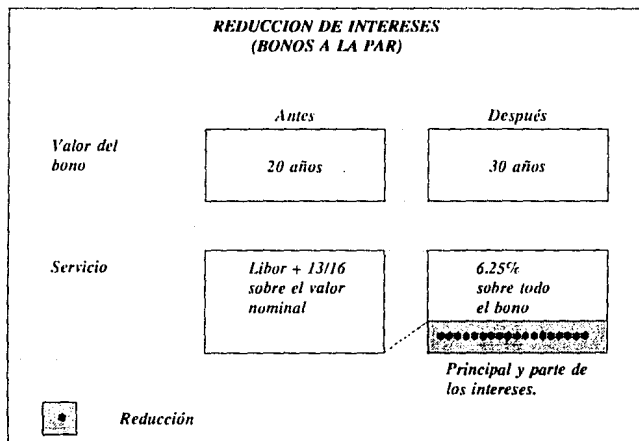 REDUCCION DE INTERESES
(BONOS A LA PAR)
Antes
Después
Valor del
bono
20 años
30 años
Servicio
Libor + 13/16
sobre el valor
nominal
6.25%
sobre todo
el bono
Principal y parte de
los intereses.
Reducción